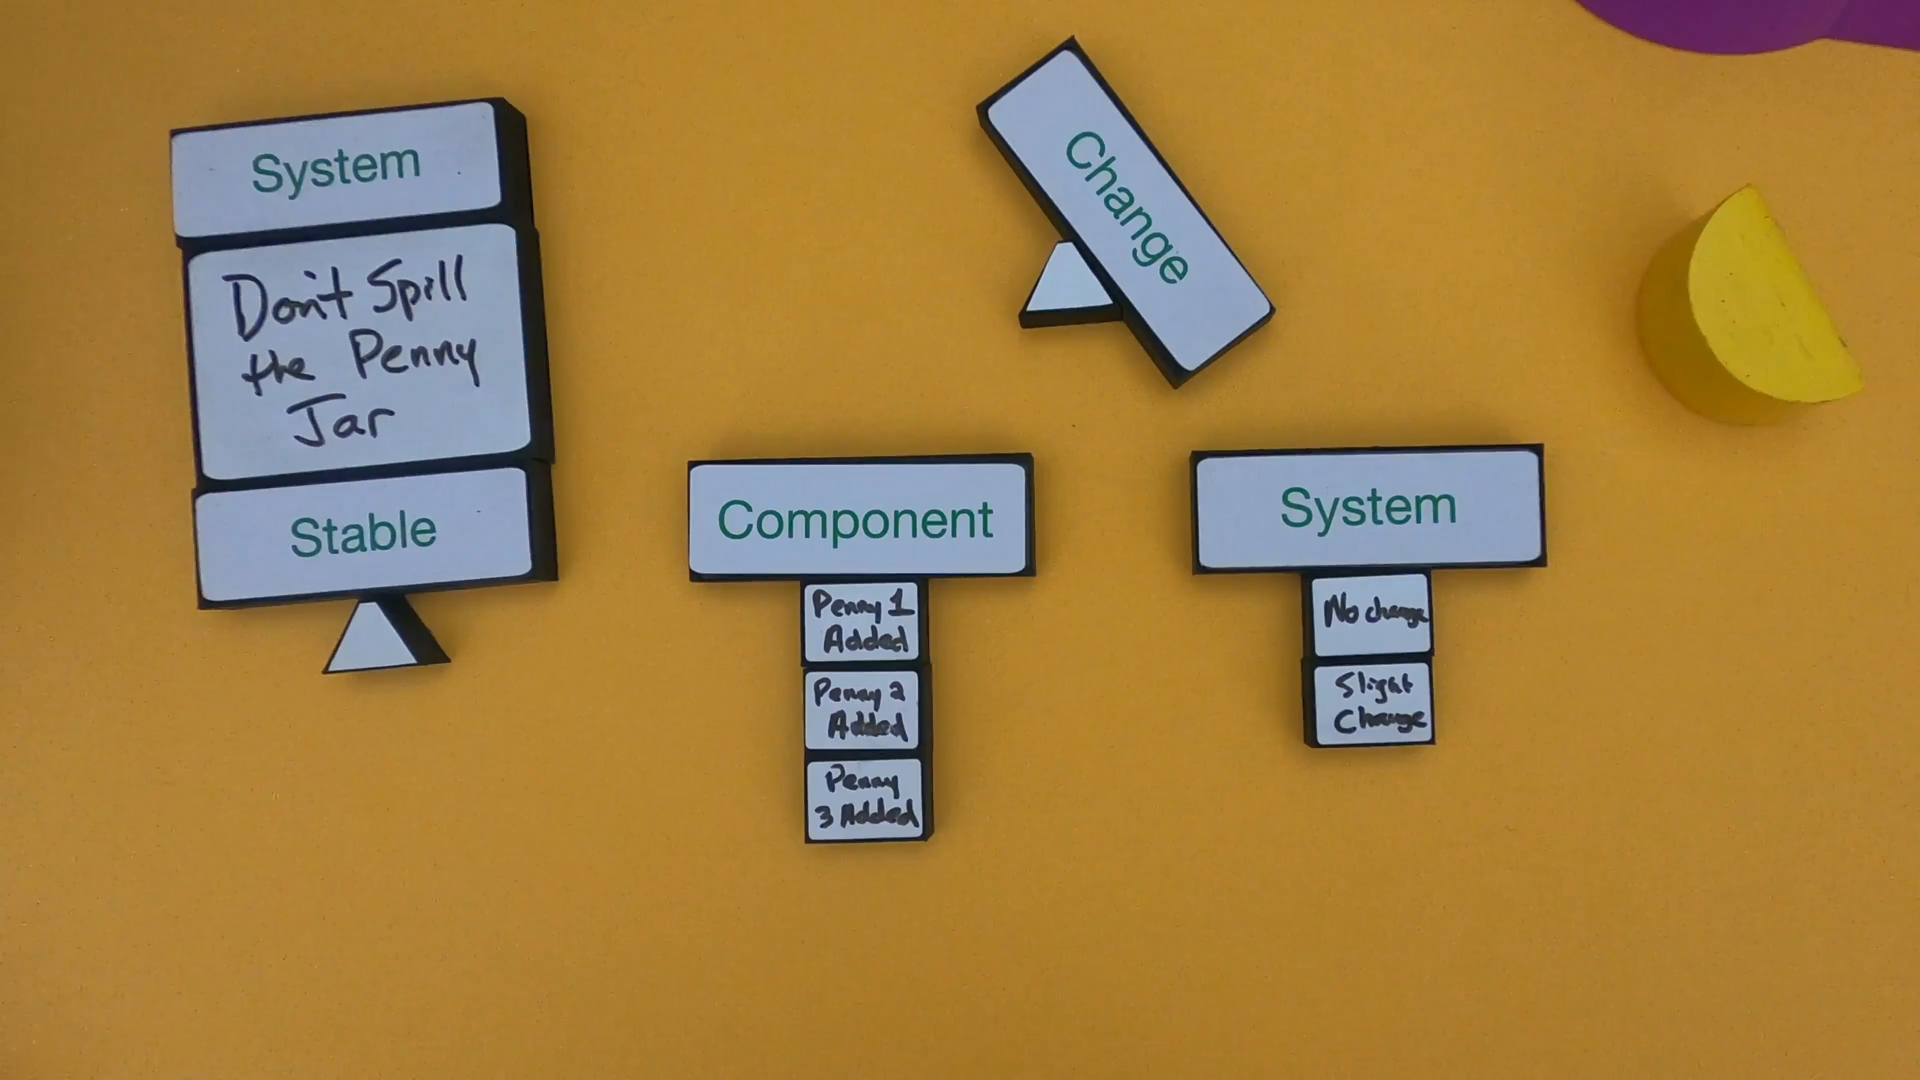 System
Don't Spill
the Penny
Jar
Stable
Change
Component
Penny 1
Added
Penny 2
Added
Penny
3 Added
System
No change
Slight
Change